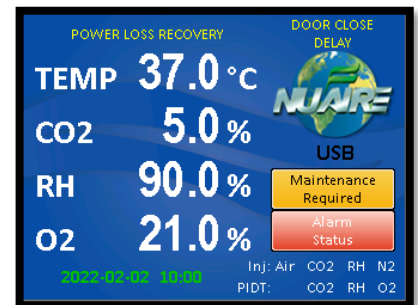 POWER LOSS RECOVERY
DOOR CLOSE
DELAY
TEMP 37.0 °C
NUAIRE
CO2 5.0 %
USB
RH 90.0 %
Maintenance
Required
O2 21.0 %
Alarm
Status
2022-02-02 10:00
Inj: Air CO2 RH N2
PIDT: CO2 RH O2